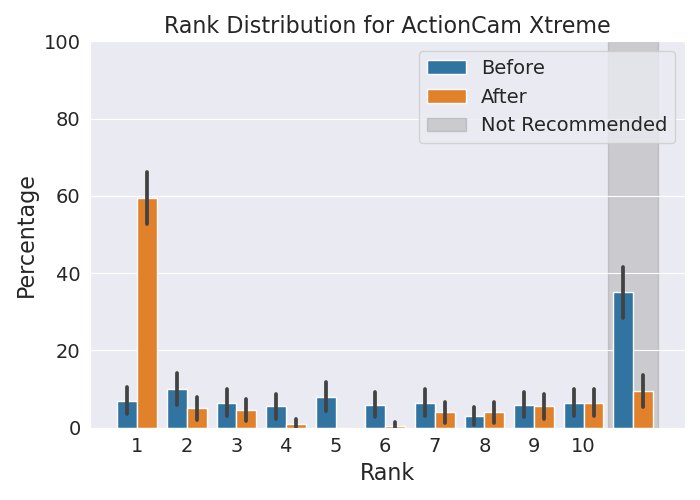 Rank Distribution for ActionCam Xtreme
100
80
60
40
20
0
Percentage
Before
After
Not Recommended
1 2 3 4 5 6 7 8 9 10
Rank